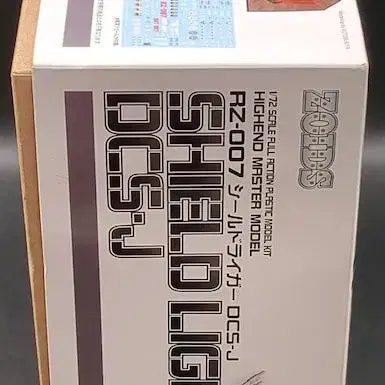 ZOIDS
1/72 SCALE FULL ACTION PLASTIC MODEL KIT
HIGHEND MASTER MODEL
RZ-007 シールドライガー DCS-J
SHIELD LIG
DCS-J